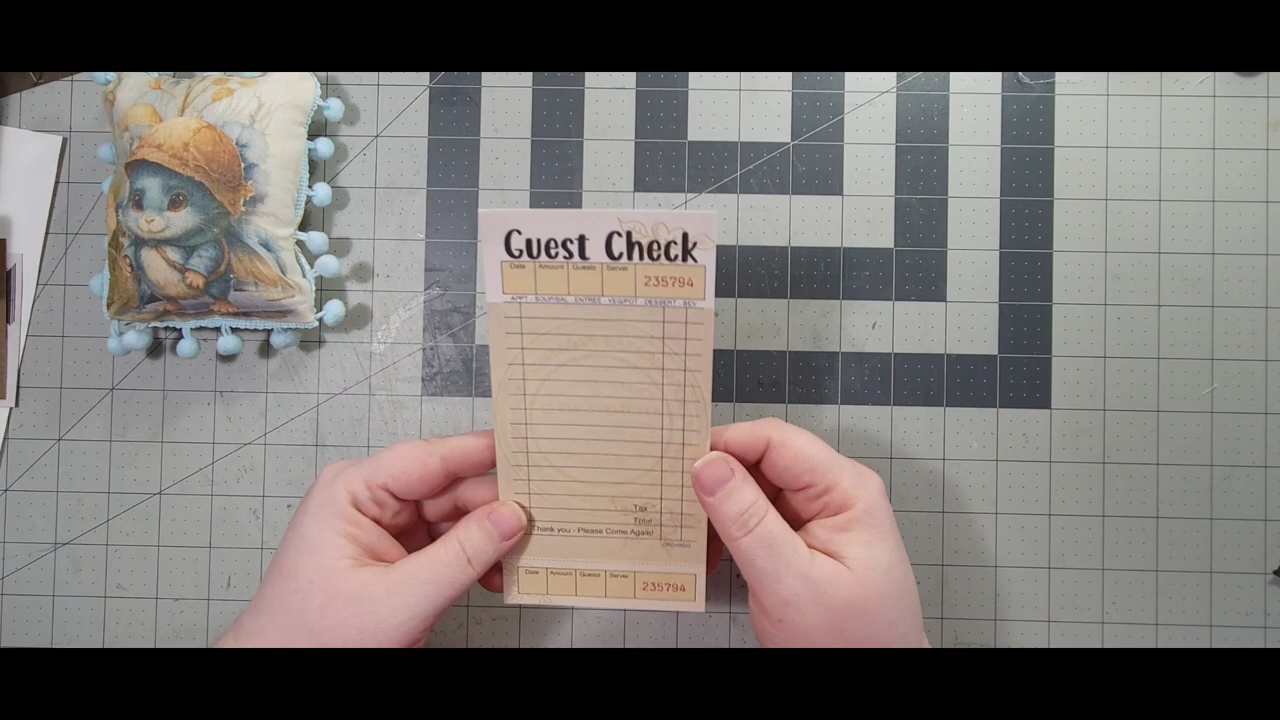 Guest Check
Date Amount Guests Server
235794
APPT - SOUP/SAL - ENTREE - VEG/POT - DESSERT - BEV
Tax
Total
Thank you - Please Come Again!
Date Amount Guests Server
235794